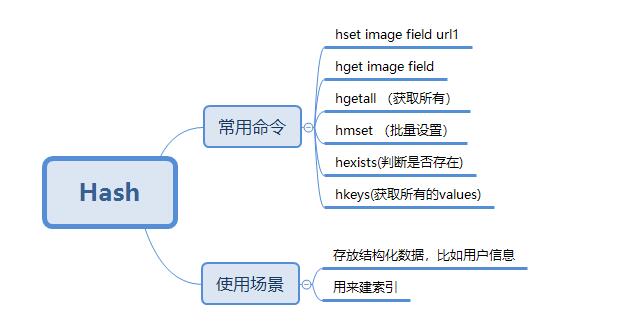 Hash
常用命令
hset image field url1
hget image field
hgetall （获取所有）
hmset （批量设置）
hexists(判断是否存在)
hkeys(获取所有的values)
使用场景
存放结构化数据，比如用户信息
用来建索引